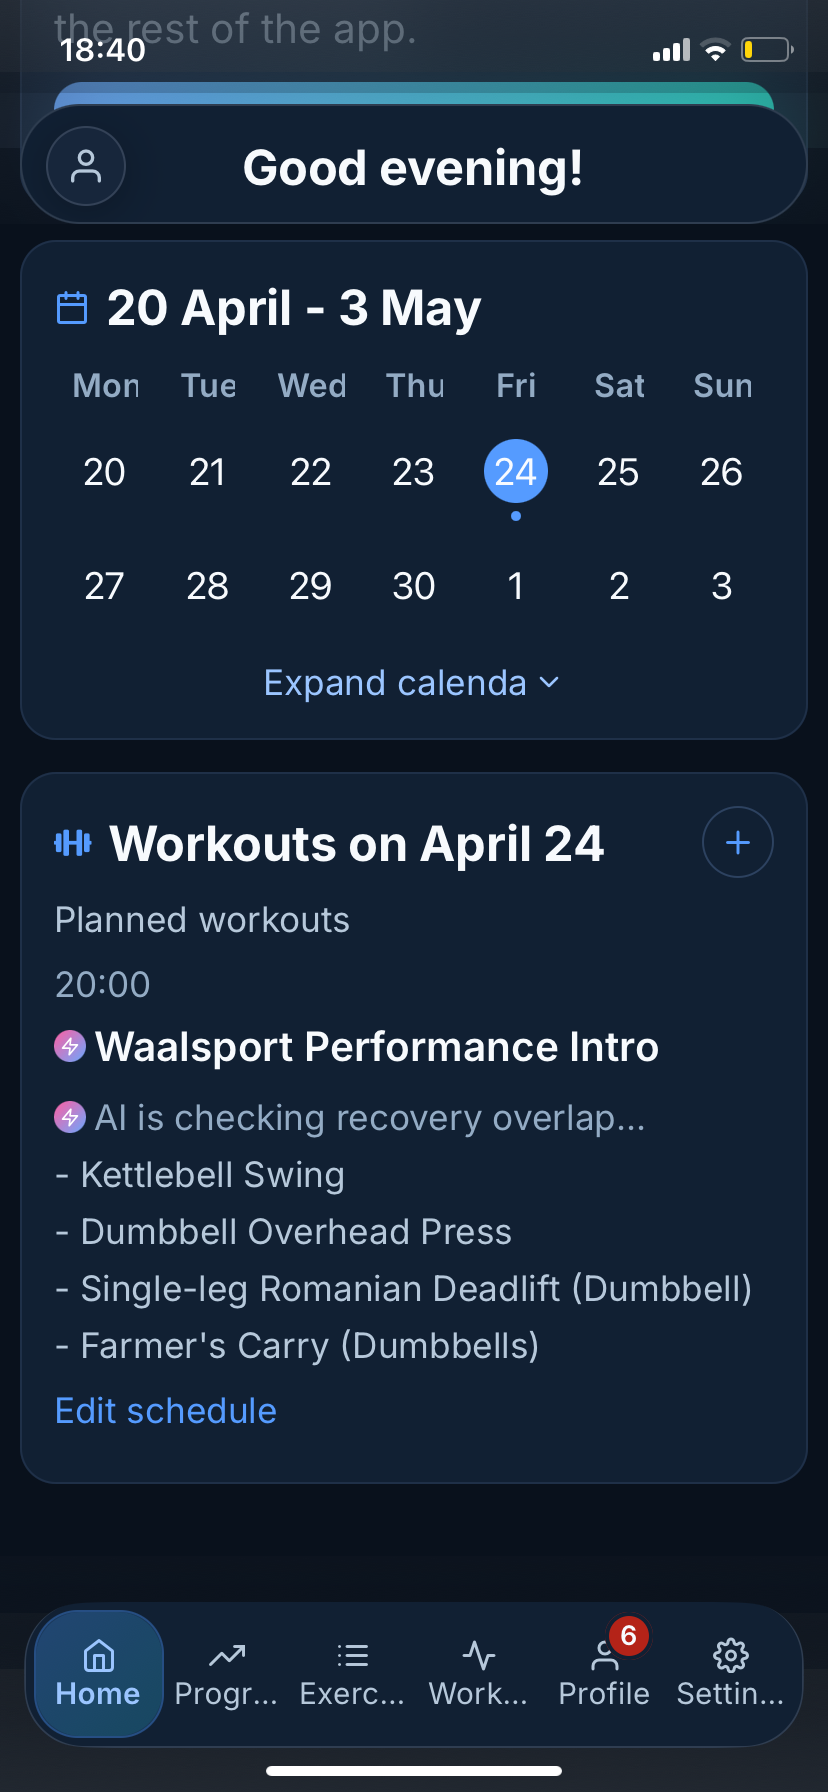 the rest of the app.
18:40
Good evening!
20 April - 3 May
Mon Tue Wed Thu Fri Sat Sun
20 21 22 23 24 25 26
27 28 29 30 1 2 3
Expand calenda
Workouts on April 24
Planned workouts
20:00
Waalsport Performance Intro
AI is checking recovery overlap...
- Kettlebell Swing
- Dumbbell Overhead Press
- Single-leg Romanian Deadlift (Dumbbell)
- Farmer's Carry (Dumbbells)
Edit schedule
6
Home Progr... Exerc... Work... Profile Settin...